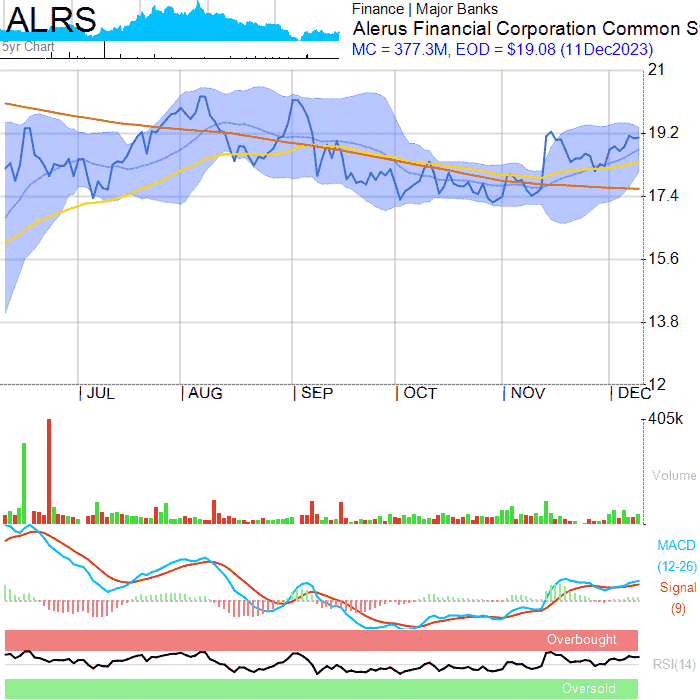 ALRS
5yr Chart
Finance | Major Banks
Alerus Financial Corporation Common S
MC = 377.3M, EOD = $19.08 (11Dec2023)
21
19.2
17.4
15.6
13.8
12
| JUL | AUG | SEP | OCT | NOV | DEC
405k
Volume
MACD
(12-26)
Signal
(9)
Overbought
RSI(14)
Oversold